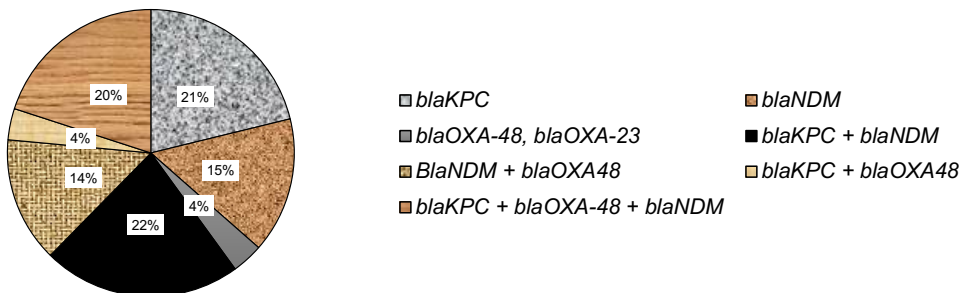 20%
21%
4%
15%
14%
4%
22%
blaKPC
blaNDM
blaOXA-48, blaOXA-23
blaKPC + blaNDM
BlaNDM + blaOXA48
blaKPC + blaOXA48
blaKPC + blaOXA-48 + blaNDM